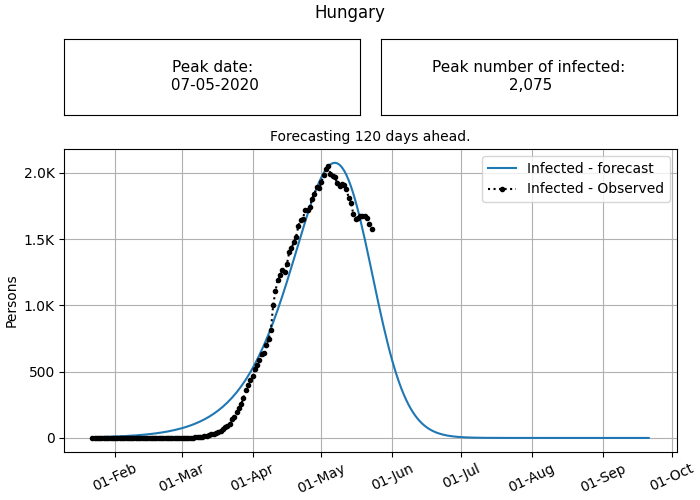 Hungary
Peak date:
07-05-2020
Peak number of infected:
2,075
Forecasting 120 days ahead.
Infected - forecast
Infected - Observed
2.0K
1.5K
1.0K
500
0
Persons
01-Feb
01-Mar
01-Apr
01-May
01-Jun
01-Jul
01-Aug
01-Sep
01-Oct